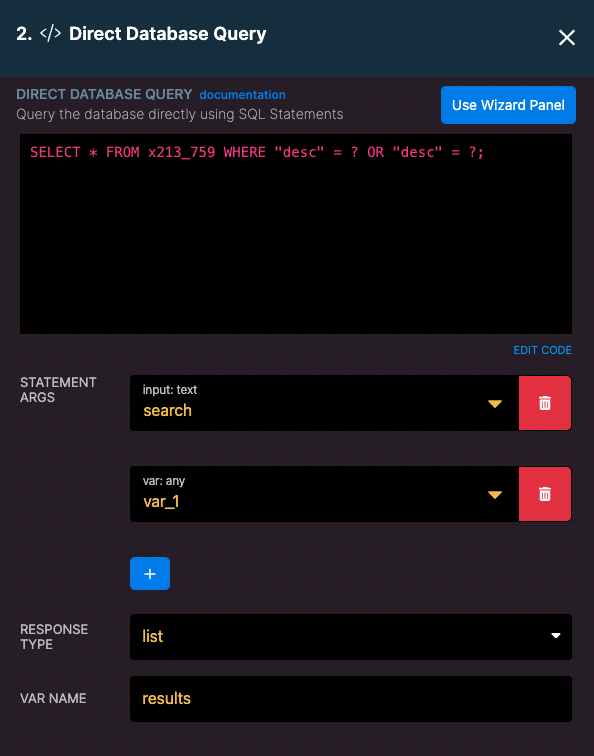 2. </> Direct Database Query
DIRECT DATABASE QUERY documentation
Query the database directly using SQL Statements
Use Wizard Panel
SELECT * FROM x213_759 WHERE "desc" = ? OR "desc" = ?;
EDIT CODE
STATEMENT
ARGS
input: text
search
var: any
var_1
+
RESPONSE
TYPE
list
VAR NAME
results